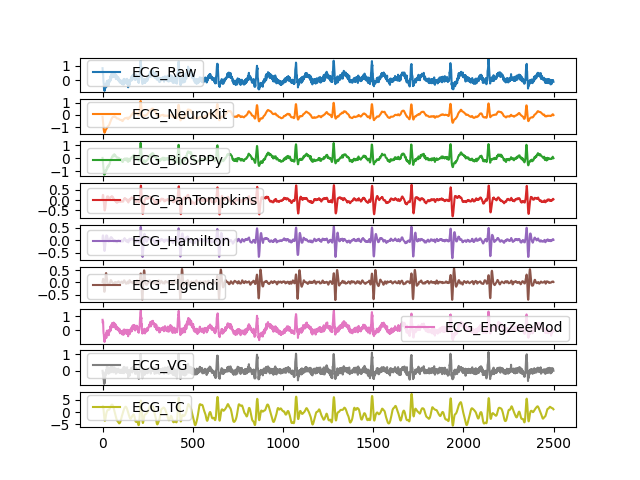 1
0
ECG_Raw
1
0
−1
ECG_NeuroKit
1
0
−1
ECG_BioSPPy
0.5
0.0
−0.5
ECG_PanTompkins
0.5
0.0
−0.5
ECG_Hamilton
0.5
0.0
−0.5
ECG_Elgendi
1
0
ECG_EngZeeMod
1
0
ECG_VG
5
0
−5
ECG_TC
0 500 1000 1500 2000 2500